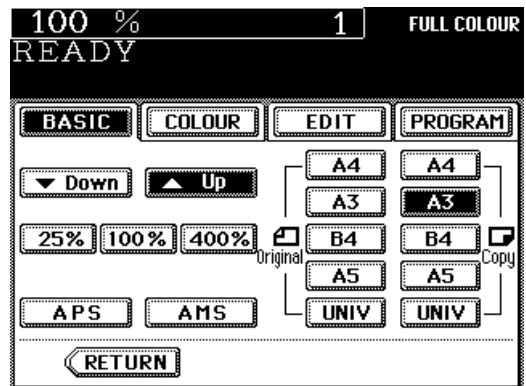 100 % 1 FULL COLOUR
READY
BASIC COLOUR EDIT PROGRAM
Down Up
A4 A4
A3 A3
25% 100% 400% Original B4 B4 Copy
A5 A5
APS AMS UNIV UNIV
RETURN